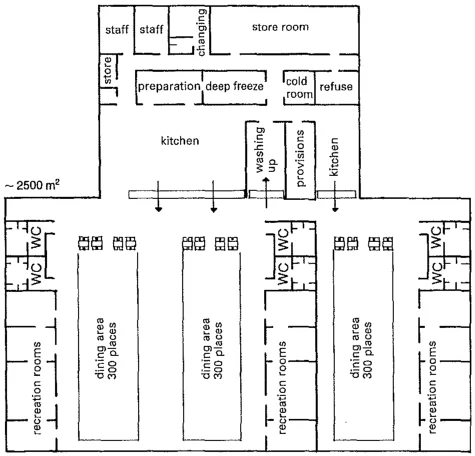 staff
staff
changing
store room
store
preparation
deep freeze
cold
room
refuse
kitchen
washing
up
provisions
kitchen
~ 2500 m²
WC
WC
WC
WC
WC
WC
dining area
300 places
dining area
300 places
dining area
300 places
recreation rooms
recreation rooms
recreation rooms